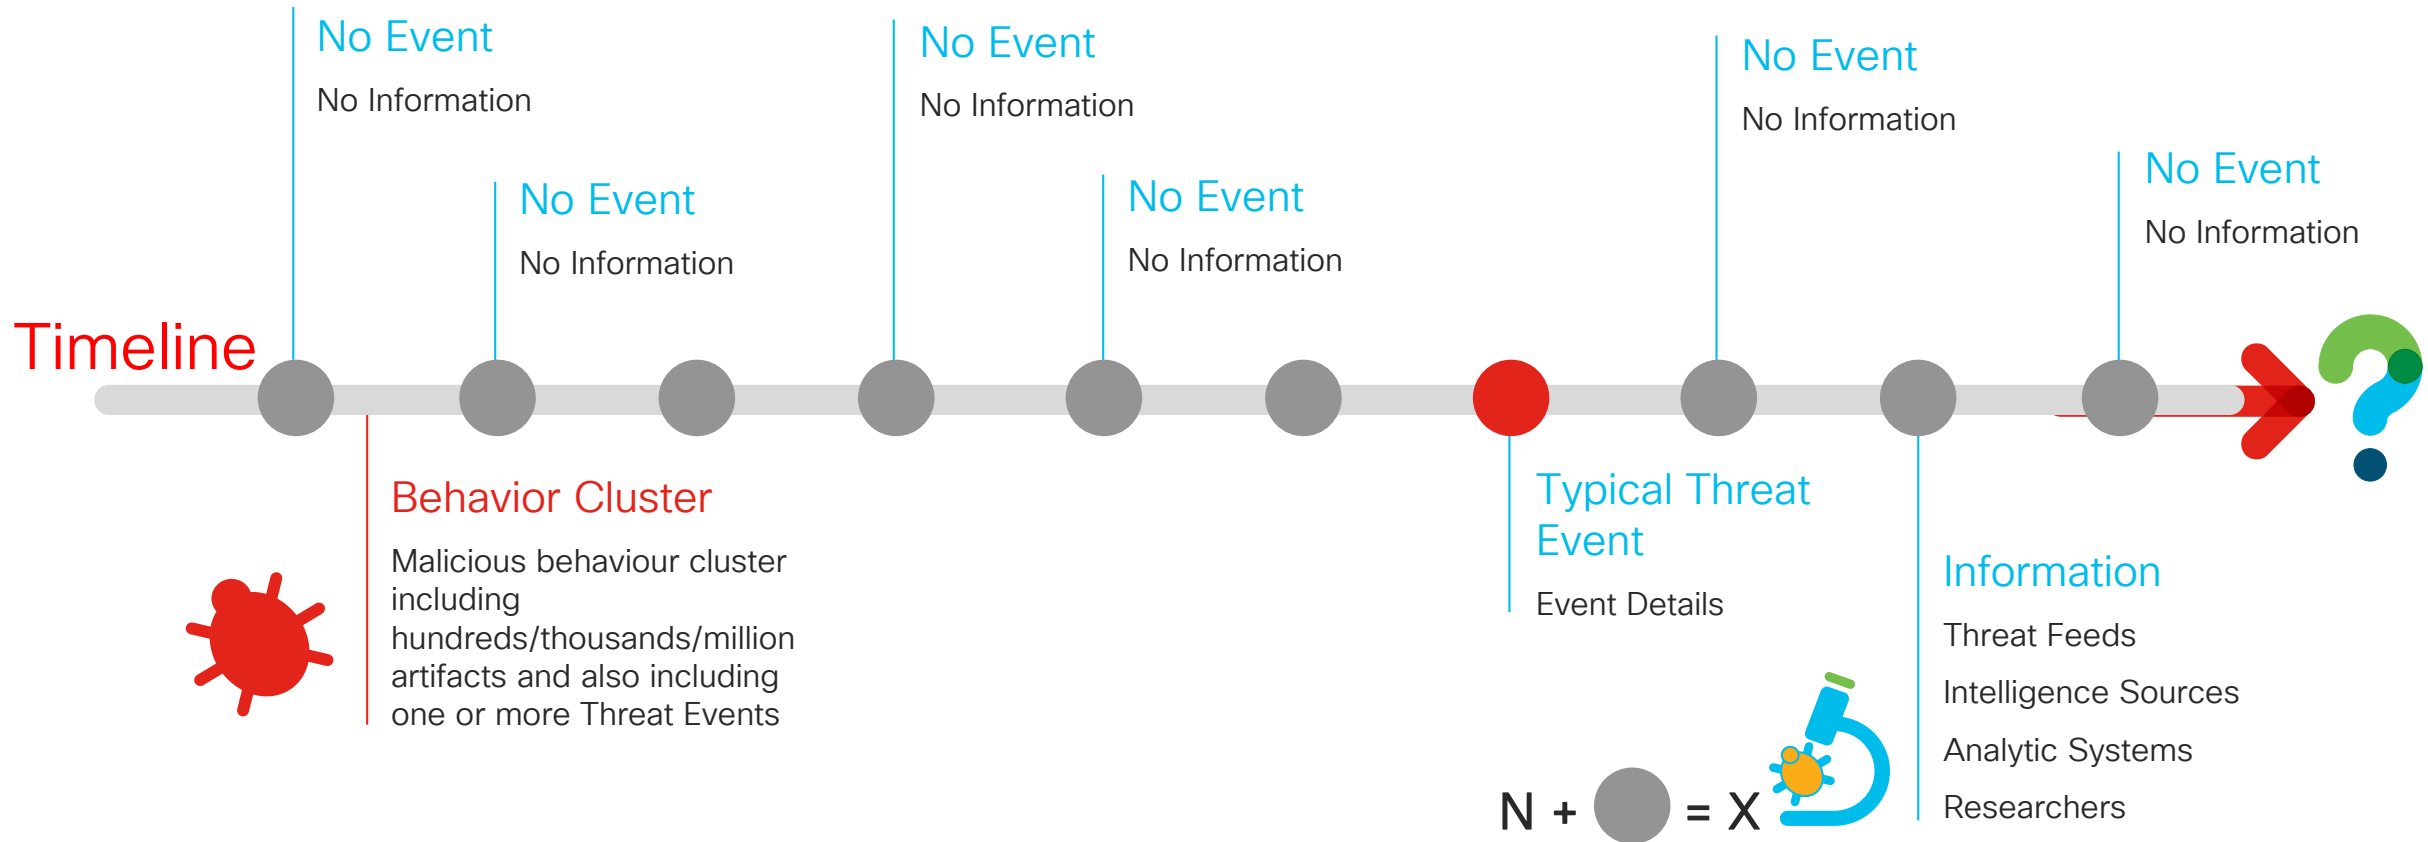 No Event
No Information
No Event
No Information
No Event
No Information
No Event
No Information
No Event
No Information
No Event
No Information
Timeline
Behavior Cluster
Malicious behaviour cluster
including
hundreds/thousands/million
artifacts and also including
one or more Threat Events
Typical Threat
Event
Event Details
Information
Threat Feeds
Intelligence Sources
Analytic Systems
Researchers
N + = X